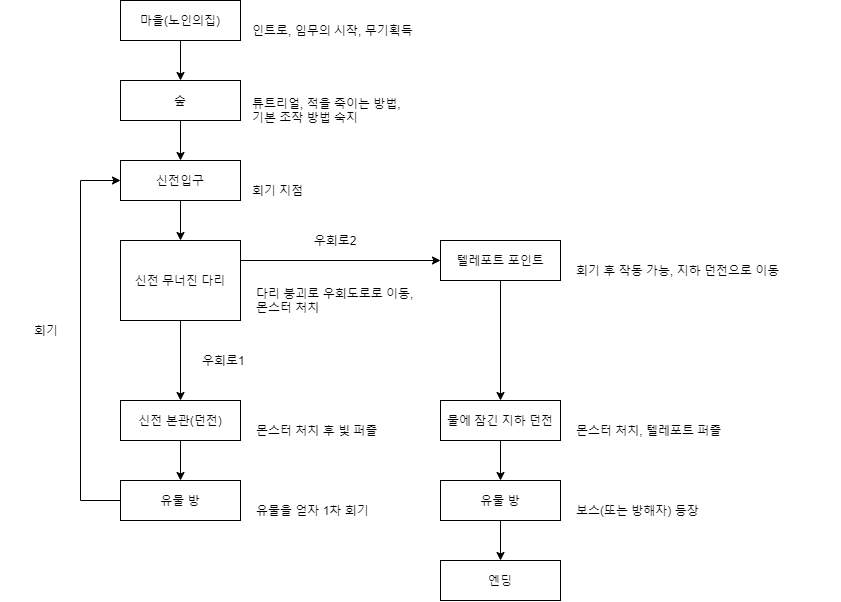 마을(노인의집)
인트로, 임무의 시작, 무기획득
숲
튜트리얼, 적을 죽이는 방법,
기본 조작 방법 숙지
신전입구
회기 지점
우회로2
신전 무너진 다리
텔레포트 포인트
회기 후 작동 가능, 지하 던전으로 이동
다리 붕괴로 우회도로로 이동,
몬스터 처치
회기
우회로1
신전 본관(던전)
몬스터 처치 후 빛 퍼즐
물에 잠긴 지하 던전
몬스터 처치, 텔레포트 퍼즐
유물 방
유물을 얻자 1차 회기
유물 방
보스(또는 방해자) 등장
엔딩